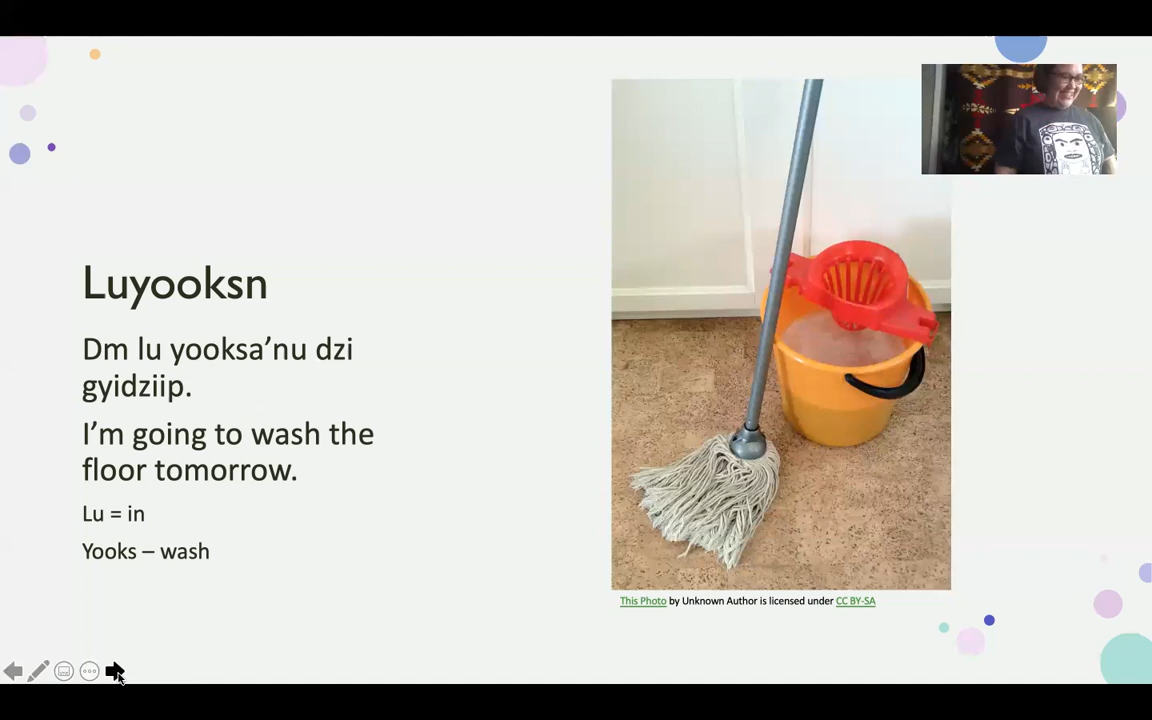 Luyooksn
Dm lu yooksa’nu dzi
gyidziip.
I’m going to wash the
floor tomorrow.
Lu = in
Yooks – wash
This Photo by Unknown Author is licensed under CC BY-SA